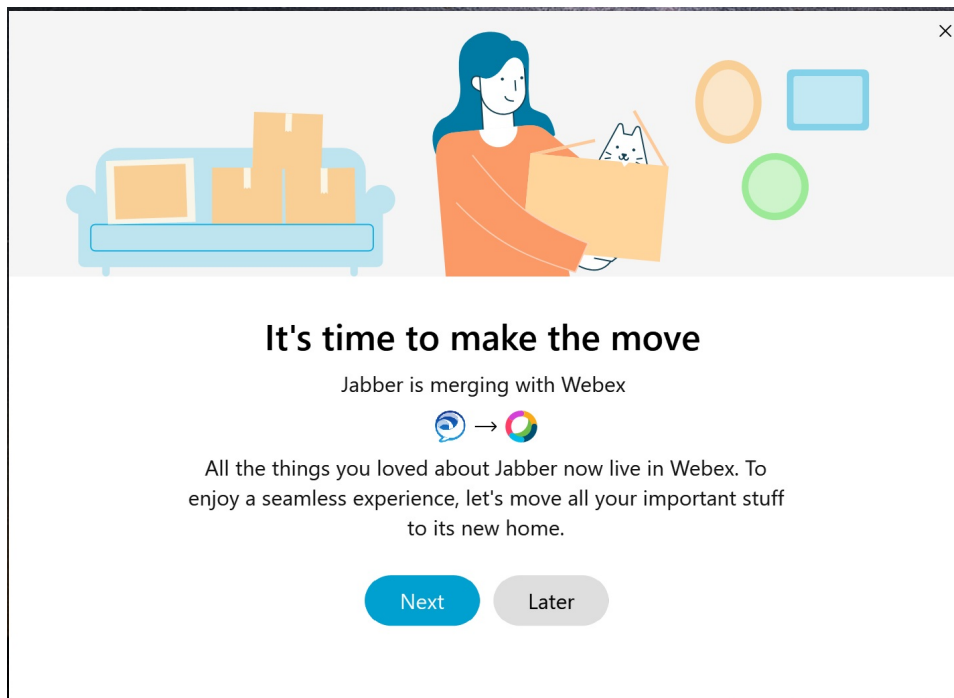 It's time to make the move
Jabber is merging with Webex
All the things you loved about Jabber now live in Webex. To
enjoy a seamless experience, let's move all your important stuff
to its new home.
Next
Later